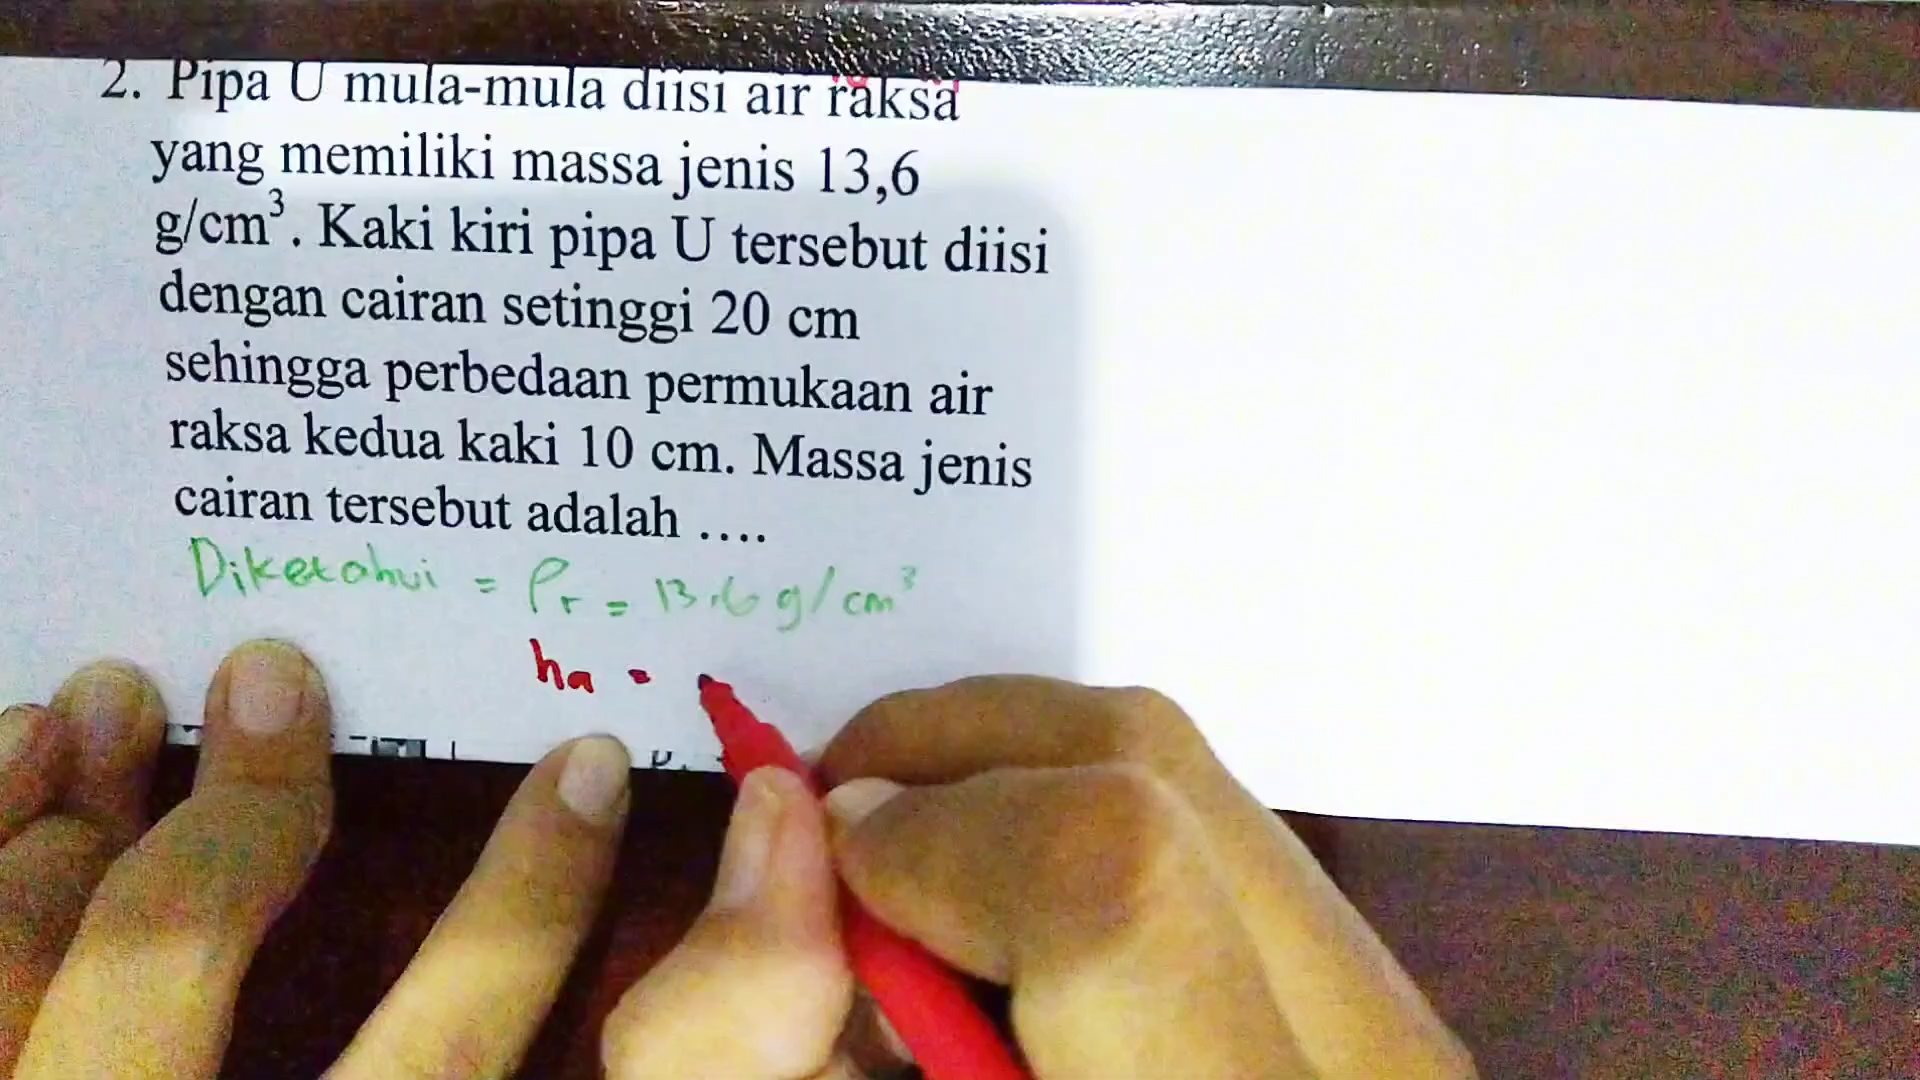 2. Pipa U mula-mula diisi air raksa
yang memiliki massa jenis 13,6
g/cm³. Kaki kiri pipa U tersebut diisi
dengan cairan setinggi 20 cm
sehingga perbedaan permukaan air
raksa kedua kaki 10 cm. Massa jenis
cairan tersebut adalah ....
Diketahui = ρr = 13.6 g/cm³
ha =